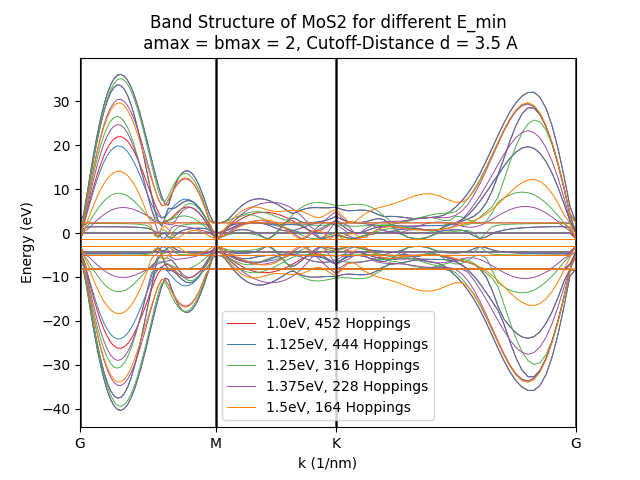 Band Structure of MoS2 for different E_min
amax = bmax = 2, Cutoff-Distance d = 3.5 A
Energy (eV)
30
20
10
0
−10
−20
−30
−40
1.0eV, 452 Hoppings
1.125eV, 444 Hoppings
1.25eV, 316 Hoppings
1.375eV, 228 Hoppings
1.5eV, 164 Hoppings
G M K G
k (1/nm)